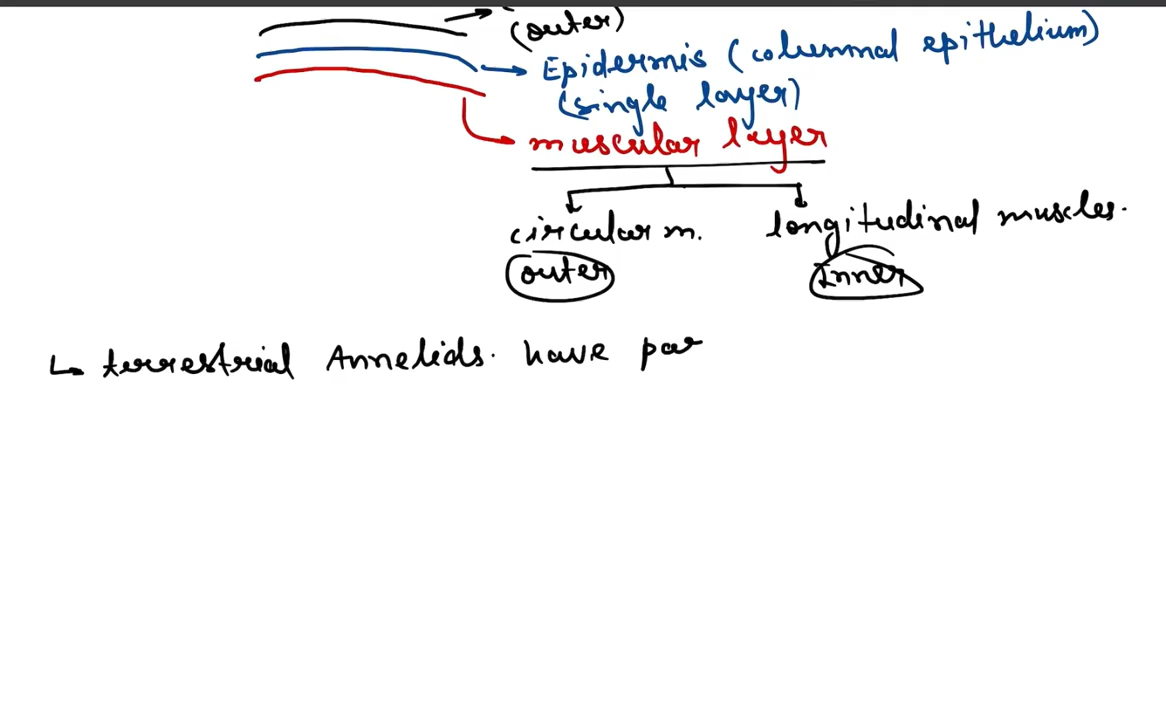 (outer)
Epidermis (columnal epithelium)
(single layer)
muscular layer
circular m. longitudinal muscles.
outer Inner
↳ terrestrial Annelids. have par